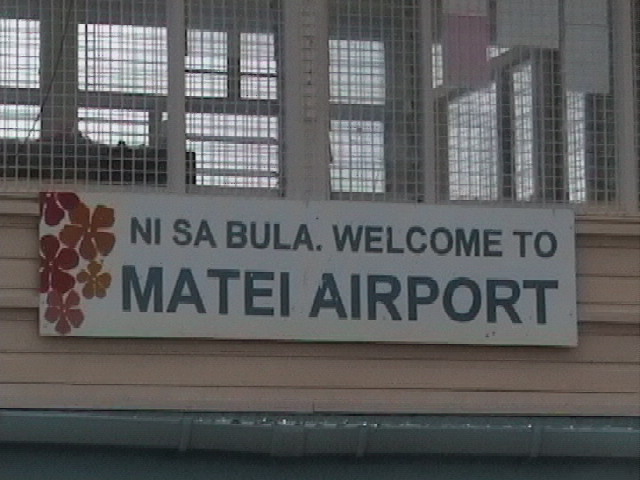 NI SA BULA. WELCOME TO
MATEI AIRPORT